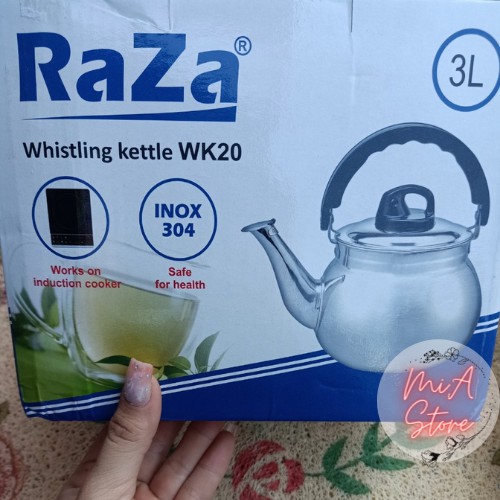 RaZa®
3L
Whistling kettle WK20
INOX
304
Works on
induction cooker
Safe
for health
MiA
Store